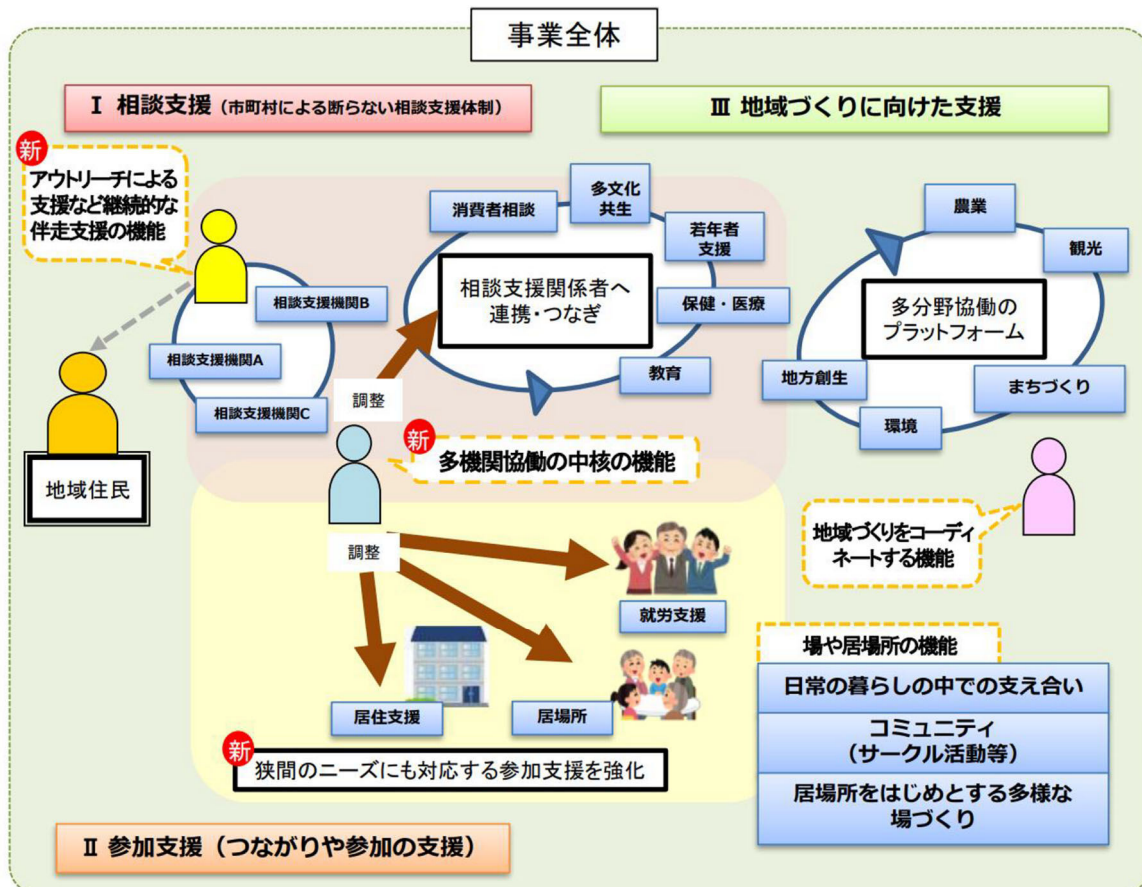 事業全体
Ⅰ 相談支援（市町村による断らない相談支援体制）
Ⅲ 地域づくりに向けた支援
新
アウトリーチによる
支援など継続的な
伴走支援の機能
相談支援機関B
相談支援機関A
相談支援機関C
地域住民
消費者相談
多文化
共生
若年者
支援
保健・医療
教育
相談支援関係者へ
連携・つなぎ
調整
新
多機関協働の中核の機能
農業
観光
多分野協働の
プラットフォーム
地方創生
まちづくり
環境
地域づくりをコーディ
ネートする機能
調整
就労支援
居住支援
居場所
新
狭間のニーズにも対応する参加支援を強化
場や居場所の機能
日常の暮らしの中での支え合い
コミュニティ
（サークル活動等）
居場所をはじめとする多様な
場づくり
Ⅱ 参加支援（つながりや参加の支援）